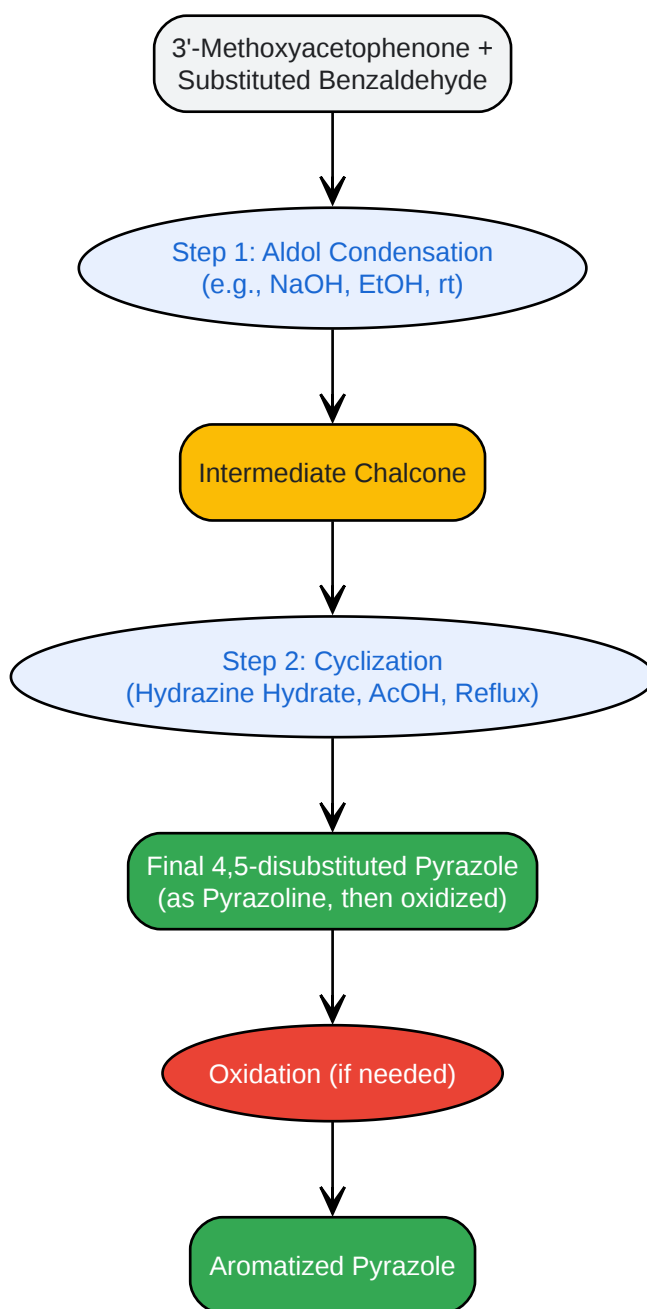 3'-Methoxyacetophenone +
Substituted Benzaldehyde
Step 1: Aldol Condensation
(e.g., NaOH, EtOH, rt)
Intermediate Chalcone
Step 2: Cyclization
(Hydrazine Hydrate, AcOH, Reflux)
Final 4,5-disubstituted Pyrazole
(as Pyrazoline, then oxidized)
Oxidation (if needed)
Aromatized Pyrazole